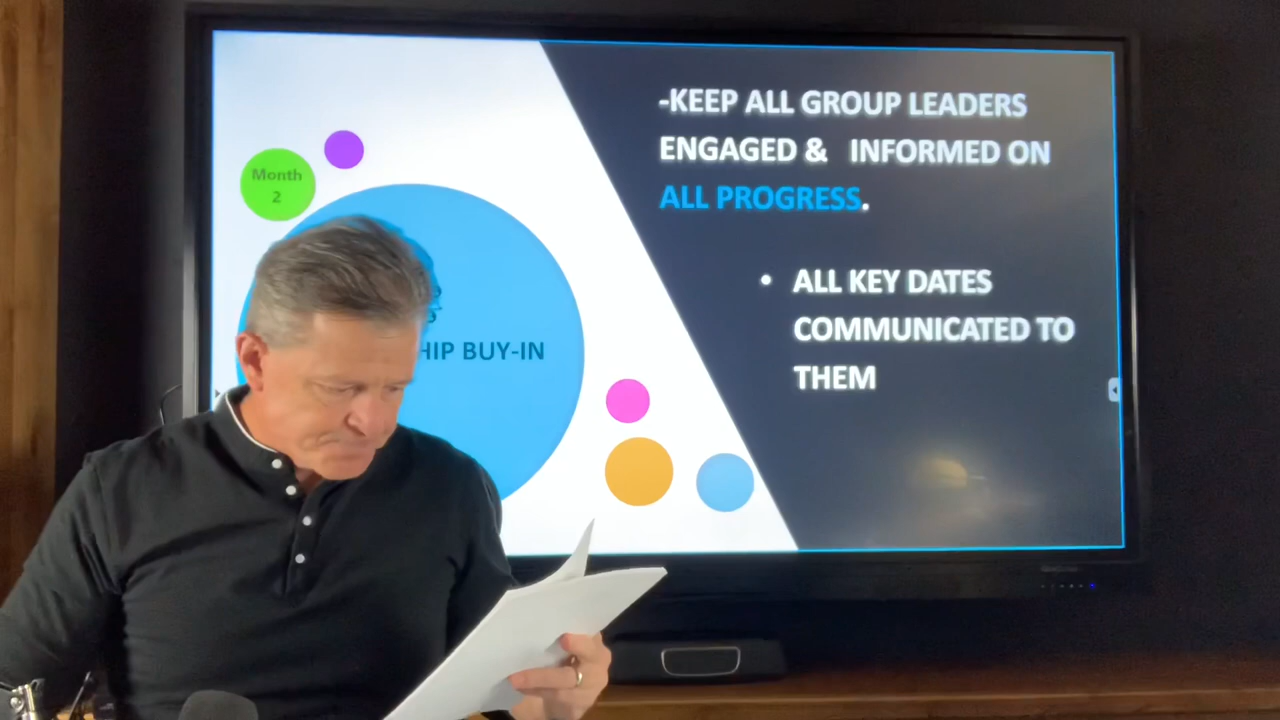 Month
2
HIP BUY-IN
-KEEP ALL GROUP LEADERS
ENGAGED & INFORMED ON
ALL PROGRESS.
• ALL KEY DATES
COMMUNICATED TO
THEM